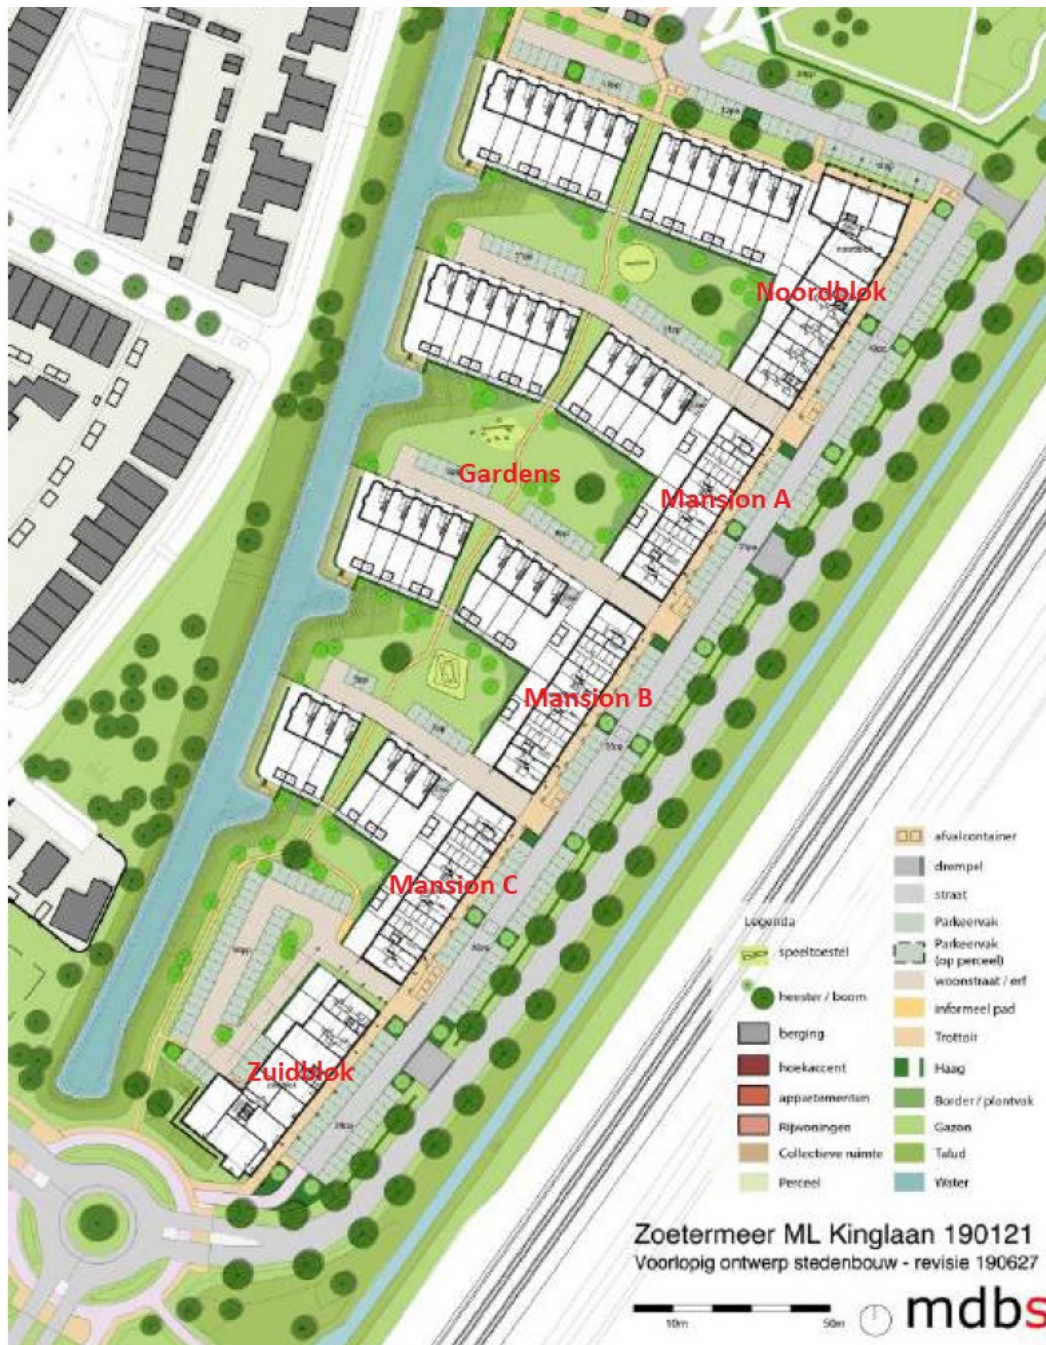 Noordblok
Gardens
Mansion A
Mansion B
Mansion C
Zuidblok
Legenda
speeltoestel
heester / boom
berging
hoekaccent
appartementen
Rijwoningen
Collectieve ruimte
Perceel
afvalcontainer
drempel
straat
Parkeervak
Parkeervak
(op perceel)
woonstraat / erf
informeel pad
Trottoir
Haag
Border / plantvak
Gazon
Talud
Water
Zoetermeer ML Kinglaan 190121
Voorlopig ontwerp stedenbouw - revisie 190627
10m
50m
mdbs